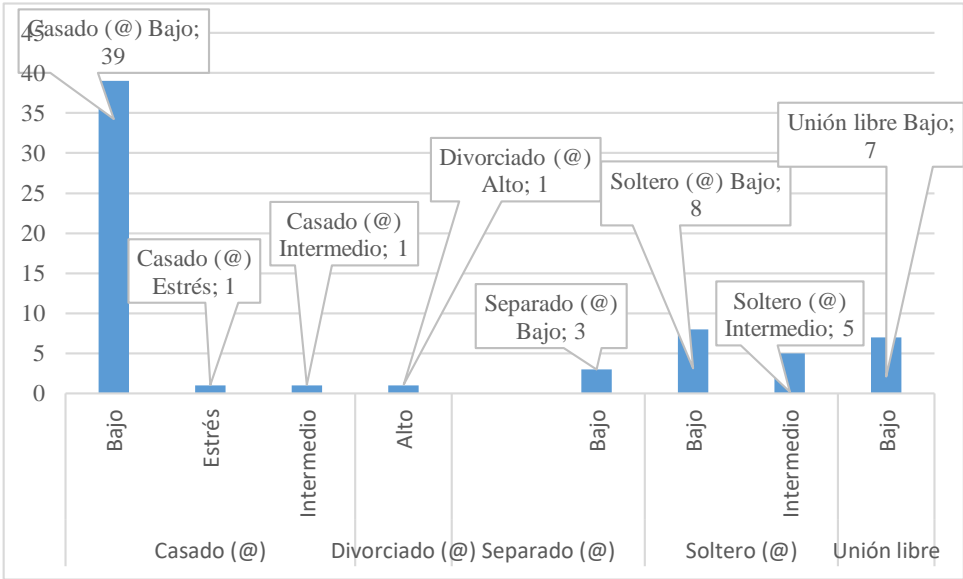 45
40
35
30
25
20
15
10
5
0
Casado (@) Bajo;
39
Casado (@)
Estrés; 1
Casado (@)
Intermedio; 1
Divorciado (@)
Alto; 1
Separado (@)
Bajo; 3
Soltero (@) Bajo;
8
Soltero (@)
Intermedio; 5
Unión libre Bajo;
7
Bajo
Estrés
Intermedio
Alto
Bajo
Bajo
Intermedio
Bajo
Casado (@)
Divorciado (@)
Separado (@)
Soltero (@)
Unión libre